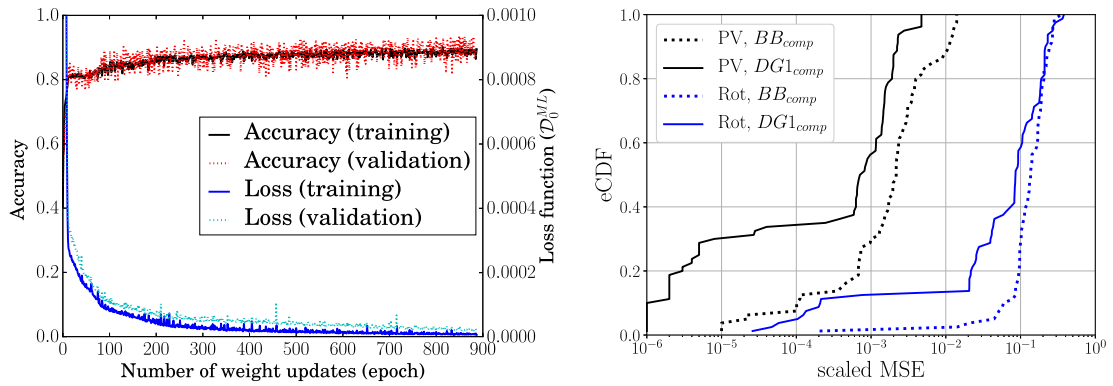 1.0
0.8
0.6
0.4
0.2
0.0
Accuracy
0 100 200 300 400 500 600 700 800 900
Number of weight updates (epoch)
0.0010
0.0008
0.0006
0.0004
0.0002
0.0000
Loss function (𝒟₀ᴹᴸ)
Accuracy (training)
Accuracy (validation)
Loss (training)
Loss (validation)
1.0
0.8
0.6
0.4
0.2
0.0
eCDF
10⁻⁶ 10⁻⁵ 10⁻⁴ 10⁻³ 10⁻² 10⁻¹ 10⁰
scaled MSE
PV, BB_comp
PV, DG1_comp
Rot, BB_comp
Rot, DG1_comp